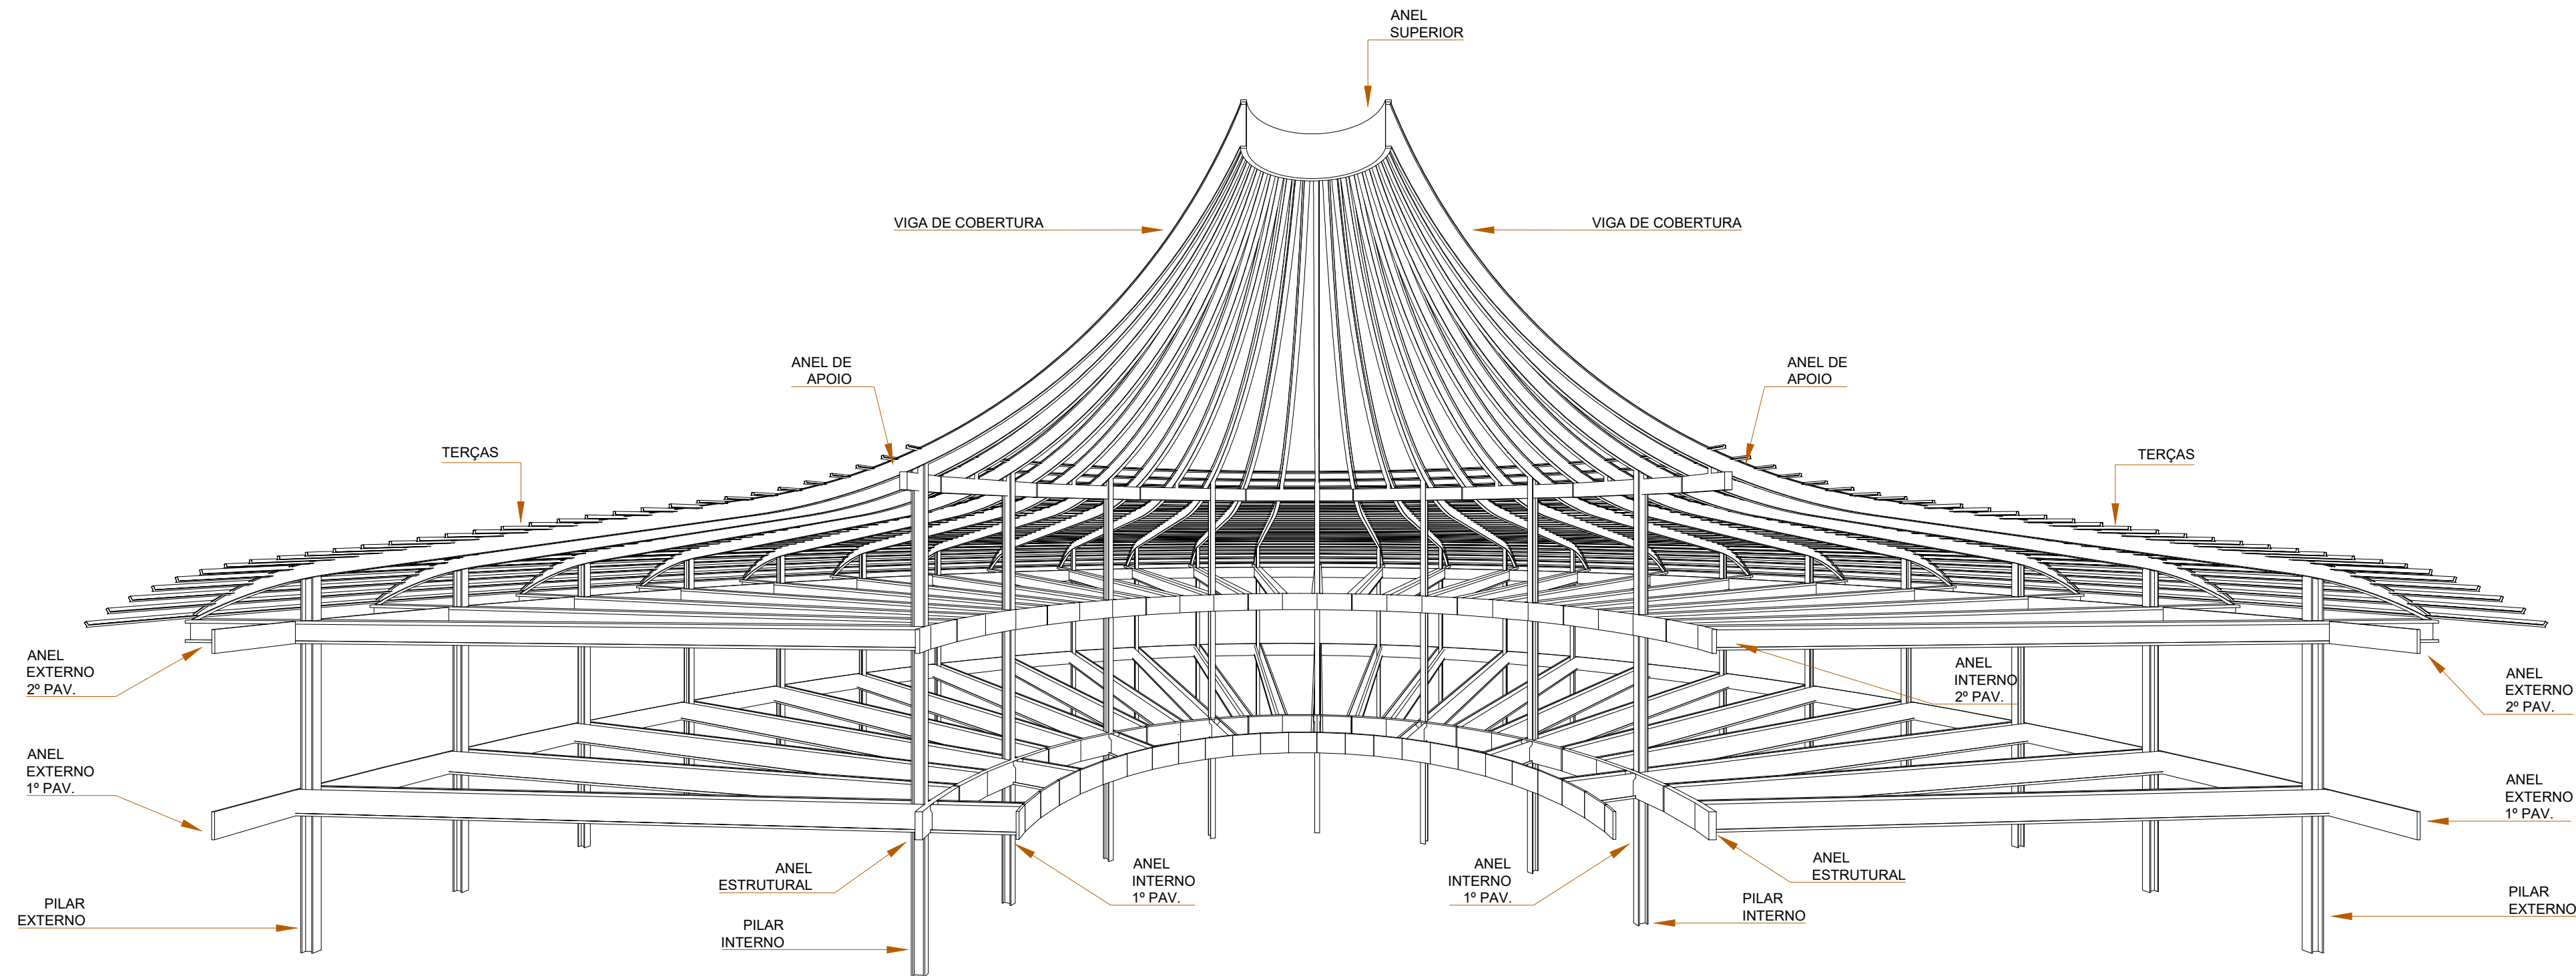 ANEL
SUPERIOR
VIGA DE COBERTURA
VIGA DE COBERTURA
ANEL DE
APOIO
ANEL DE
APOIO
TERÇAS
TERÇAS
ANEL
EXTERNO
2º PAV.
ANEL
INTERNO
2º PAV.
ANEL
EXTERNO
2º PAV.
ANEL
EXTERNO
1º PAV.
ANEL
EXTERNO
1º PAV.
ANEL
ESTRUTURAL
ANEL
INTERNO
1º PAV.
ANEL
INTERNO
1º PAV.
ANEL
ESTRUTURAL
PILAR
EXTERNO
PILAR
INTERNO
PILAR
INTERNO
PILAR
EXTERNO